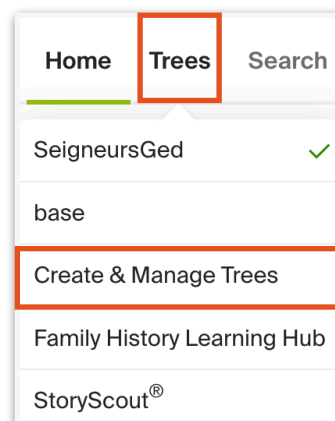 Home Trees Search
SeigneursGed
base
Create & Manage Trees
Family History Learning Hub
StoryScout®